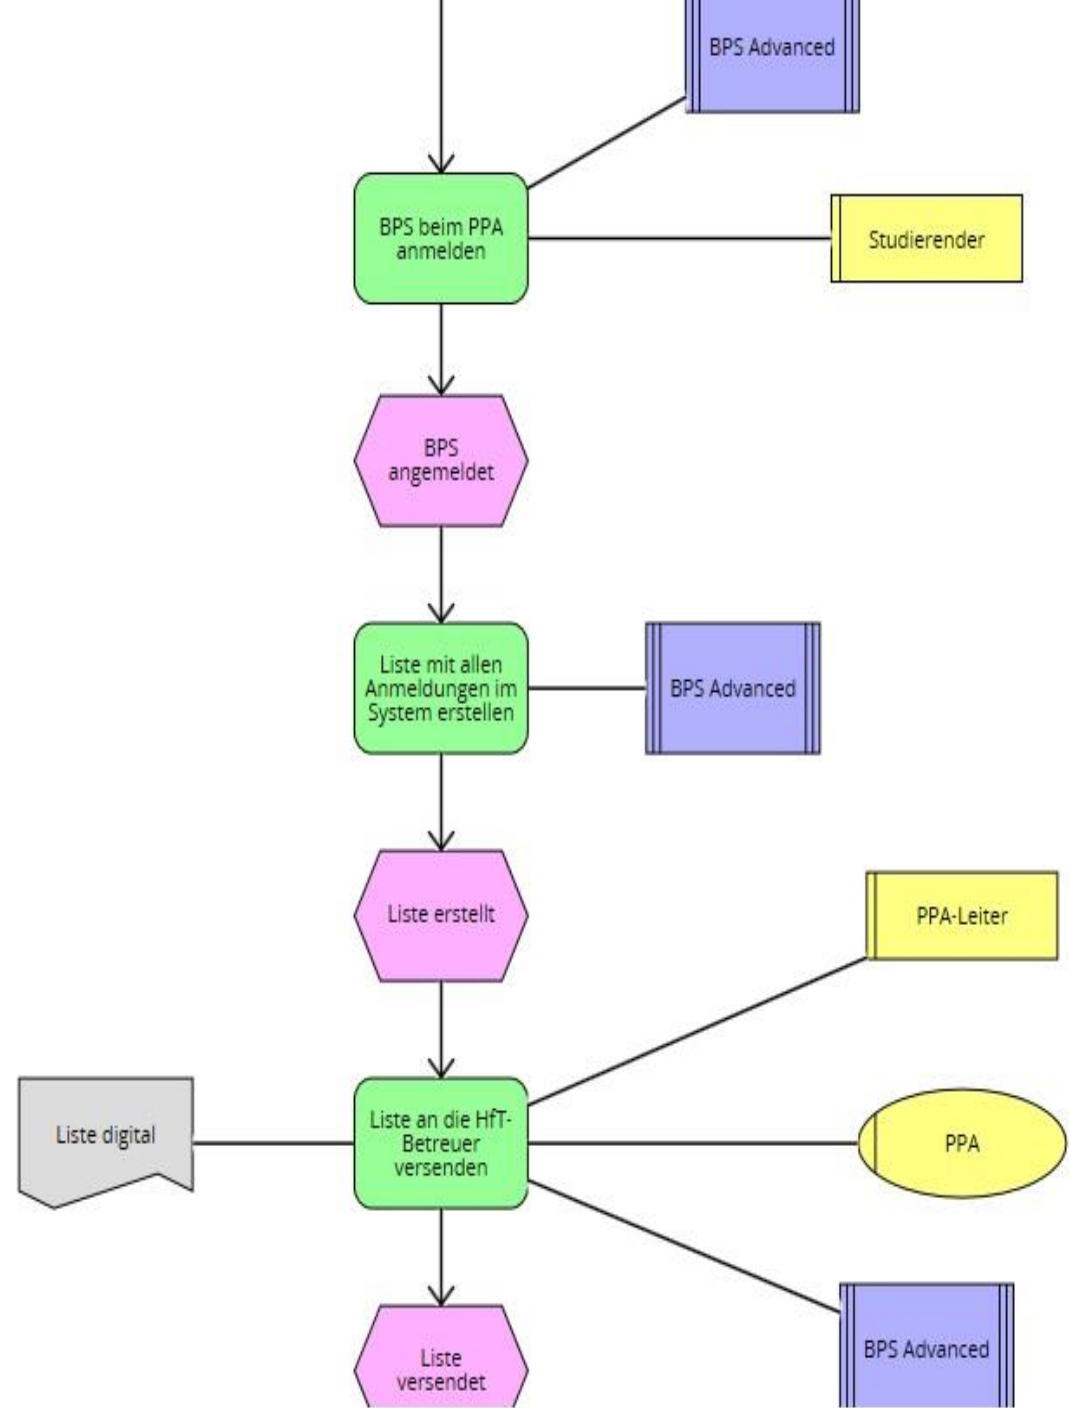 BPS Advanced
BPS beim PPA
anmelden
Studierender
BPS
angemeldet
Liste mit allen
Anmeldungen im
System erstellen
BPS Advanced
Liste erstellt
PPA-Leiter
Liste digital
Liste an die HfT-
Betreuer
versenden
PPA
BPS Advanced
Liste
versendet